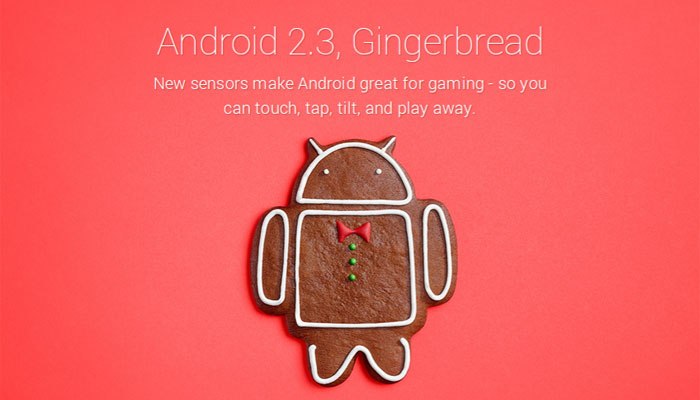 Android 2.3, Gingerbread
New sensors make Android great for gaming - so you
can touch, tap, tilt, and play away.